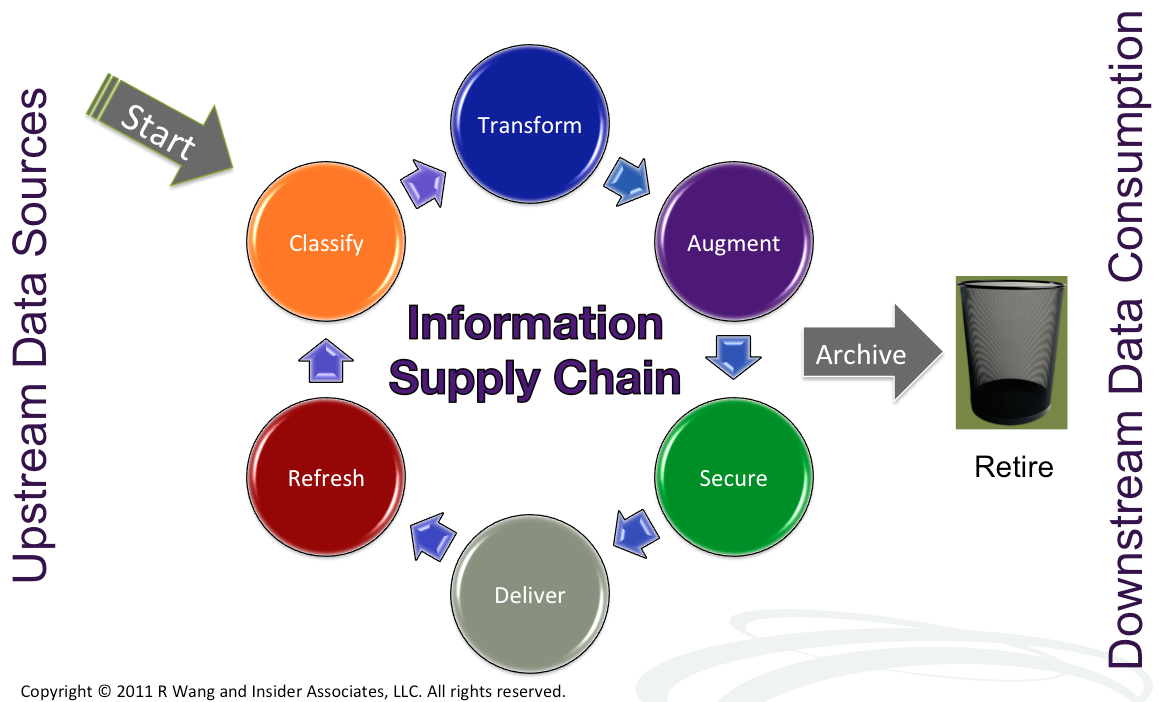 Upstream Data Sources
Start
Classify
Transform
Augment
Information
Supply Chain
Refresh
Secure
Deliver
Archive
Retire
Downstream Data Consumption
Copyright © 2011 R Wang and Insider Associates, LLC. All rights reserved.